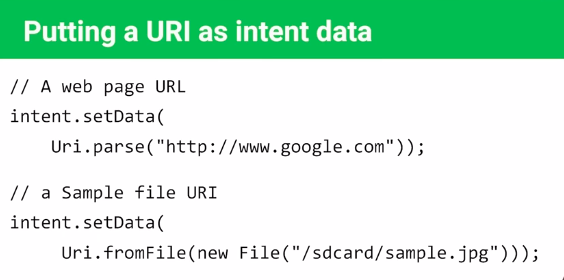 Putting a URI as intent data
// A web page URL
intent.setData(
Uri.parse("http://www.google.com"));
// a Sample file URI
intent.setData(
Uri.fromFile(new File("/sdcard/sample.jpg")));